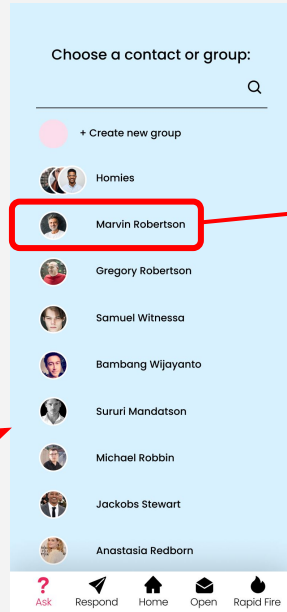 Choose a contact or group:
+ Create new group
Homies
Marvin Robertson
Gregory Robertson
Samuel Witnessa
Bambang Wijayanto
Sururi Mandatson
Michael Robbin
Jackobs Stewart
Anastasia Redborn
?
Ask Respond Home Open Rapid Fire